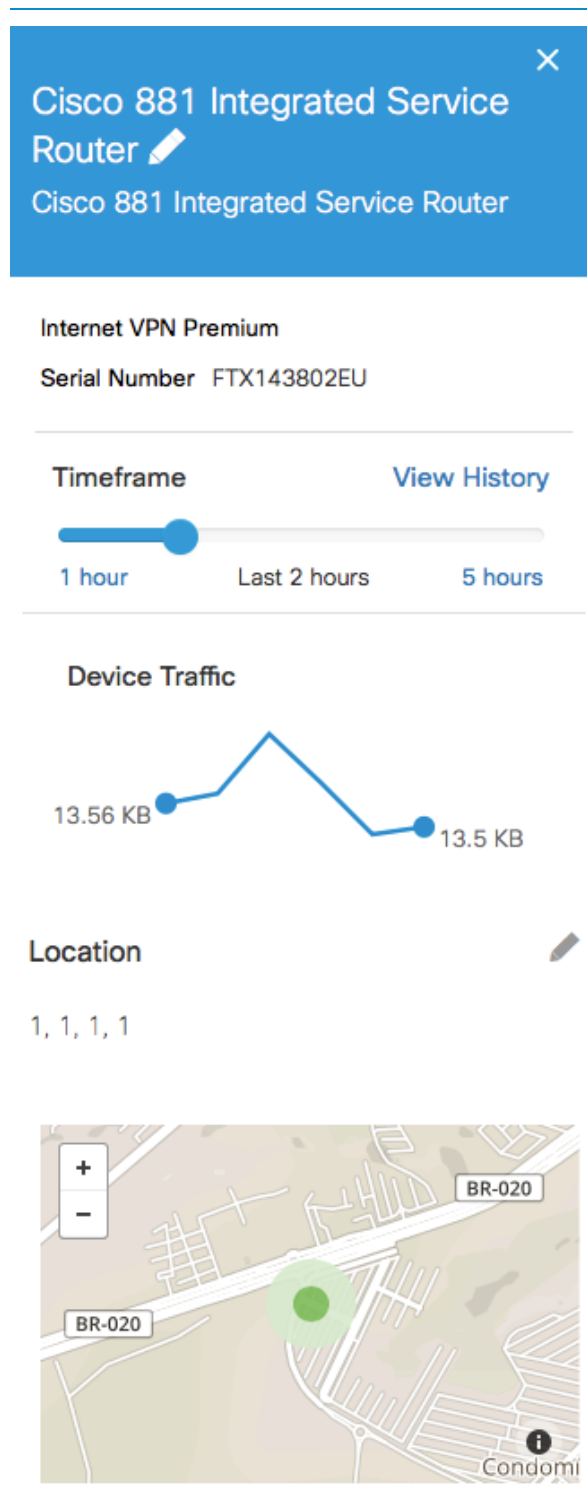 Cisco 881 Integrated Service
Router
Cisco 881 Integrated Service Router
Internet VPN Premium
Serial Number FTX143802EU
Timeframe View History
1 hour Last 2 hours 5 hours
Device Traffic
13.56 KB
13.5 KB
Location
1, 1, 1, 1
+
−
BR-020
BR-020
Condomi